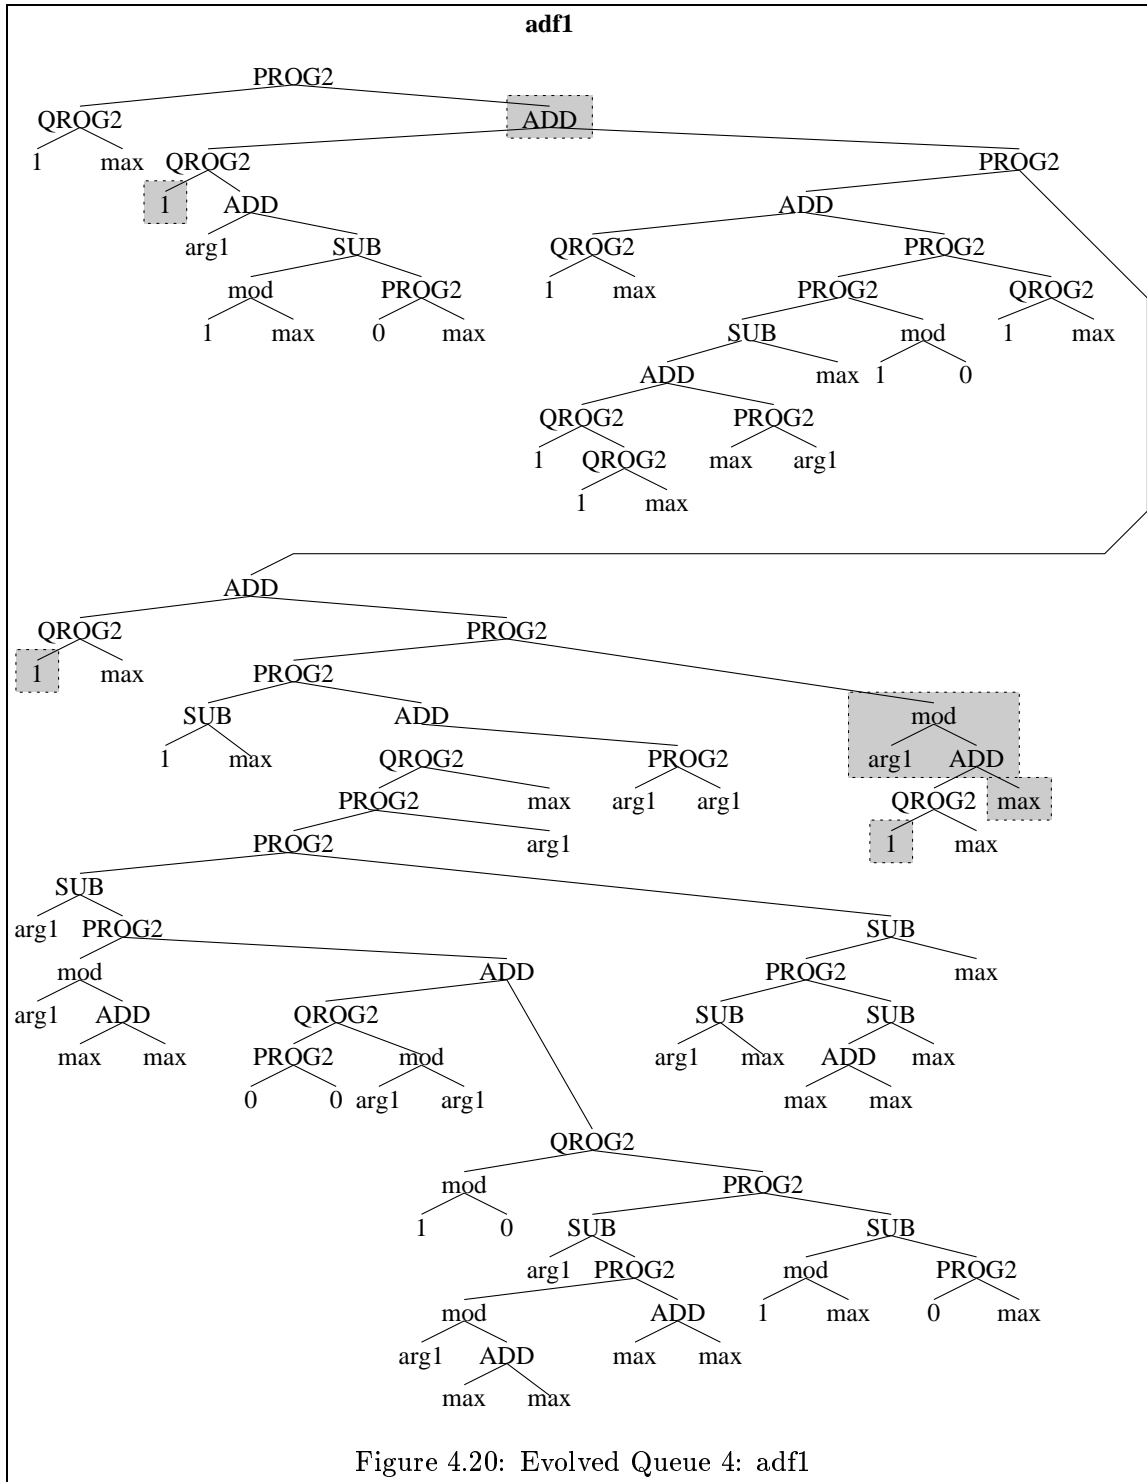 adf1
PROG2
QROG2 ADD
1 max QROG2 PROG2
1 ADD ADD
arg1 SUB QROG2 PROG2
mod PROG2 1 max PROG2 QROG2
1 max 0 max SUB mod 1 max
ADD max 1 0
QROG2 PROG2
1 QROG2 max arg1
1 max
ADD
QROG2 PROG2
1 max PROG2
SUB ADD mod
1 max QROG2 PROG2 arg1 ADD
PROG2 max arg1 arg1 QROG2 max
PROG2 arg1 1 max
SUB
arg1 PROG2 SUB
mod ADD PROG2 max
arg1 ADD QROG2 SUB SUB
max max PROG2 mod arg1 max ADD max
0 0 arg1 arg1 max max
QROG2
mod PROG2
1 0 SUB SUB
arg1 PROG2 mod PROG2
mod ADD 1 max 0 max
arg1 ADD max max
max max
Figure 4.20: Evolved Queue 4: adf1